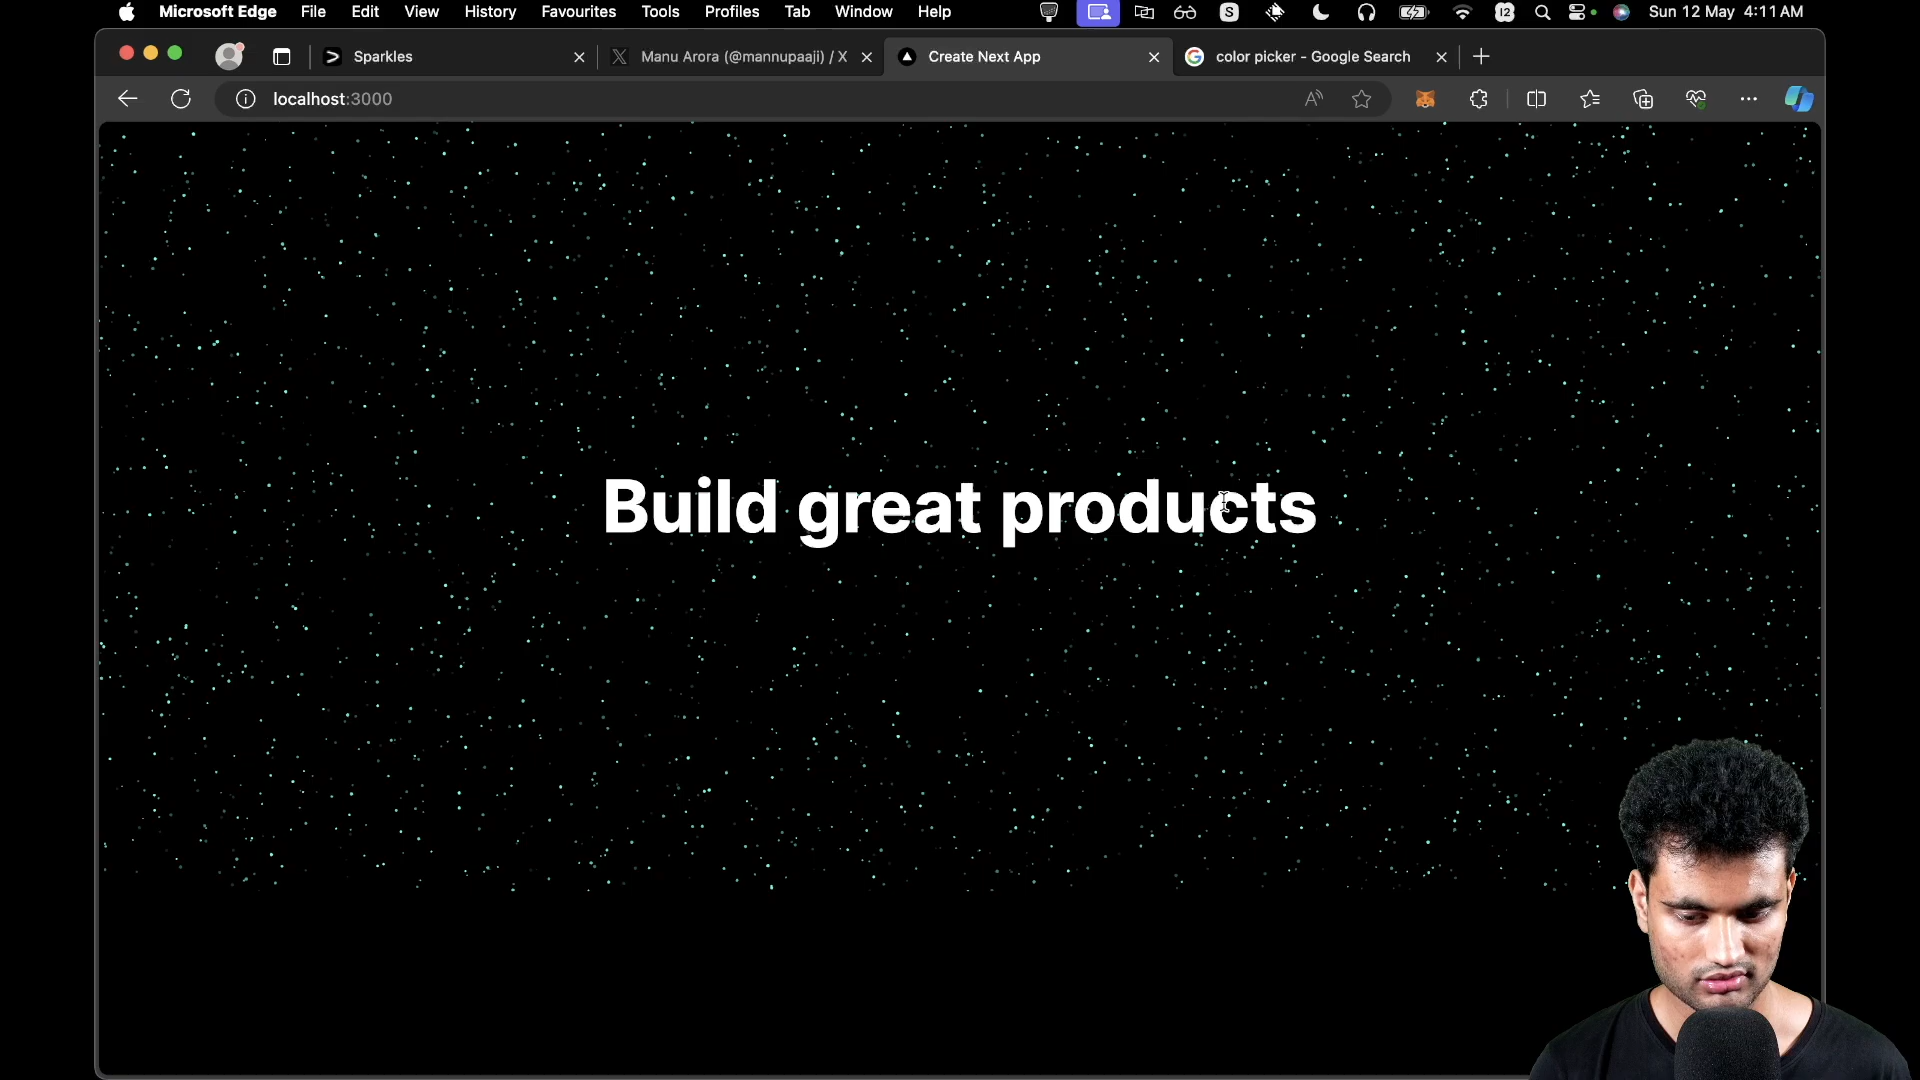 Microsoft Edge File Edit View History Favourites Tools Profiles Tab Window Help S 12 Sun 12 May 4:11 AM
Sparkles Manu Arora (@mannupaaji) / X Create Next App color picker - Google Search
localhost:3000
Build great products